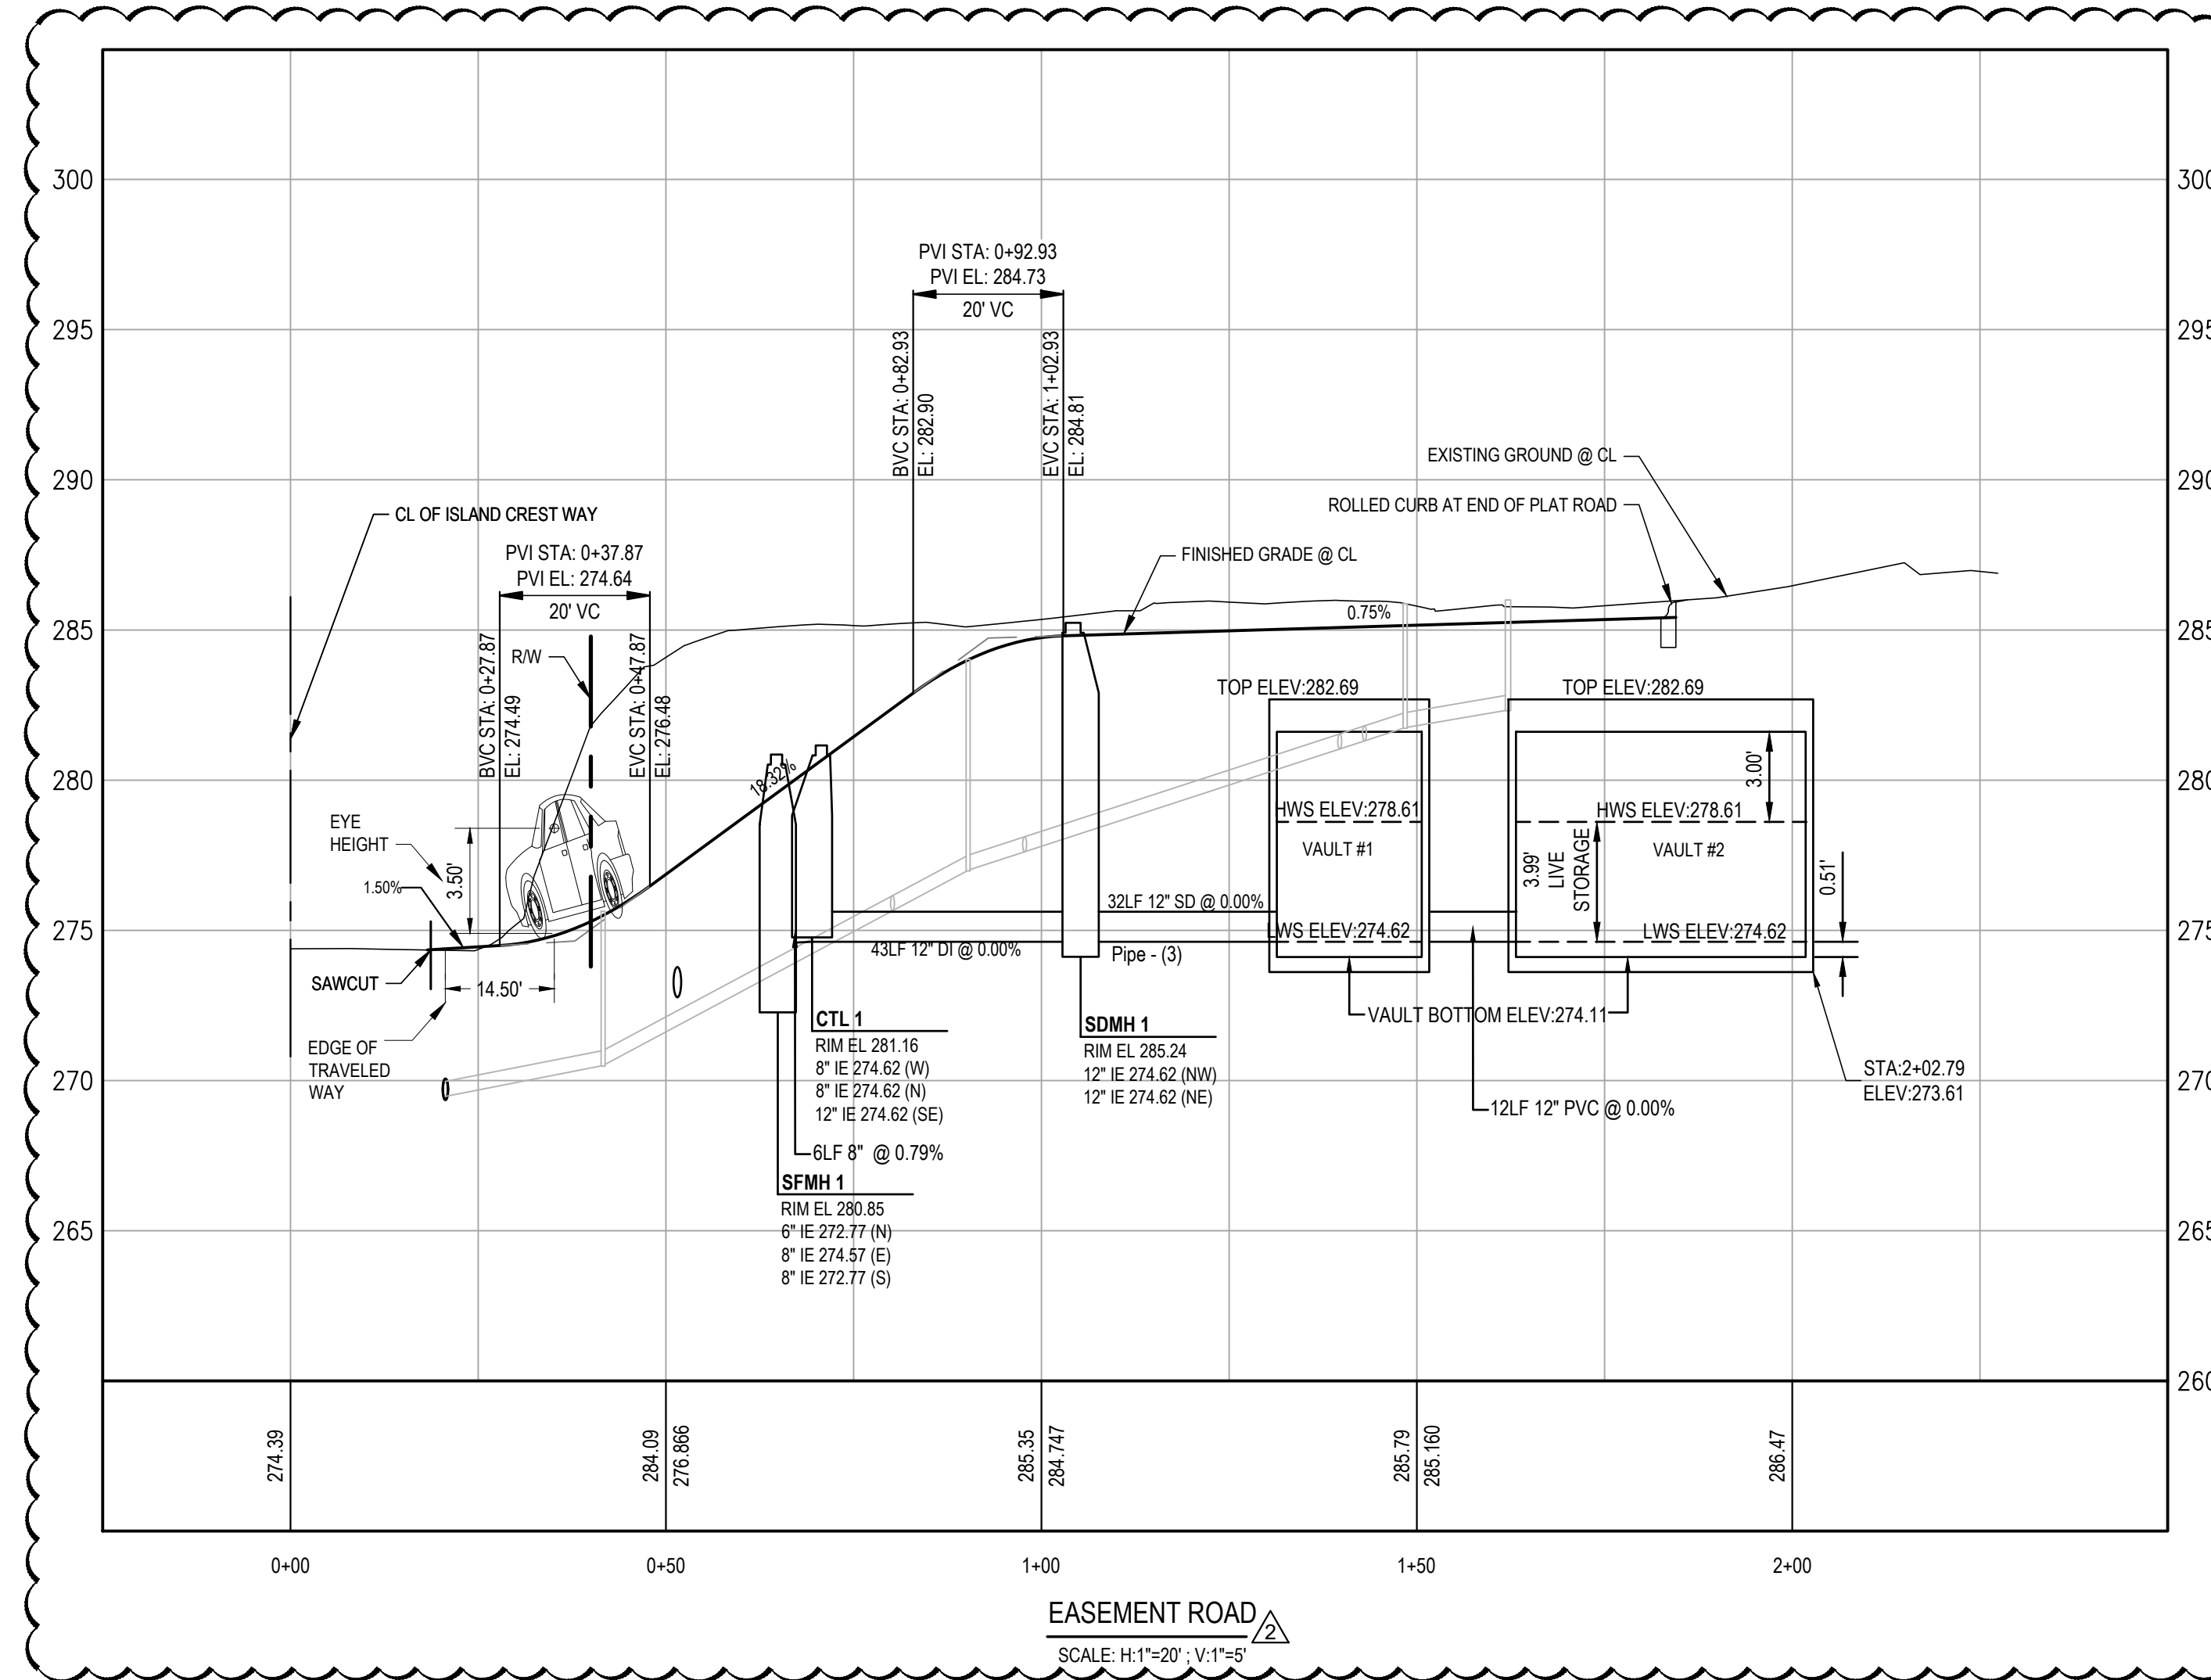 300
300
PVI STA: 0+92.93
PVI EL: 284.73
20' VC
295
295
BVC STA: 0+82.93
EL: 282.90
EVC STA: 1+02.93
EL: 284.81
290
290
EXISTING GROUND @ CL
ROLLED CURB AT END OF PLAT ROAD
CL OF ISLAND CREST WAY
FINISHED GRADE @ CL
PVI STA: 0+37.87
PVI EL: 274.64
20' VC
0.75%
285
285
BVC STA: 0+27.87
EL: 274.49
R/W
EVC STA: 0+47.87
EL: 276.48
TOP ELEV:282.69
TOP ELEV:282.69
280
280
18.32%
3.00'
HWS ELEV:278.61
HWS ELEV:278.61
EYE
HEIGHT
3.50'
1.50%
VAULT #1
VAULT #2
3.99'
LIVE
STORAGE
0.51'
32LF 12" SD @ 0.00%
275
275
LWS ELEV:274.62
LWS ELEV:274.62
43LF 12" DI @ 0.00%
Pipe - (3)
SAWCUT
14.50'
VAULT BOTTOM ELEV:274.11
CTL 1
RIM EL 281.16
8" IE 274.62 (W)
8" IE 274.62 (N)
12" IE 274.62 (SE)
SDMH 1
RIM EL 285.24
12" IE 274.62 (NW)
12" IE 274.62 (NE)
EDGE OF
TRAVELED
WAY
270
270
STA:2+02.79
ELEV:273.61
12LF 12" PVC @ 0.00%
6LF 8" @ 0.79%
SFMH 1
RIM EL 280.85
6" IE 272.77 (N)
8" IE 274.57 (E)
8" IE 272.77 (S)
265
265
260
274.39
284.09
276.866
285.35
284.747
285.79
285.160
286.47
0+00
0+50
1+00
1+50
2+00
EASEMENT ROAD
2
SCALE: H:1"=20' ; V:1"=5'